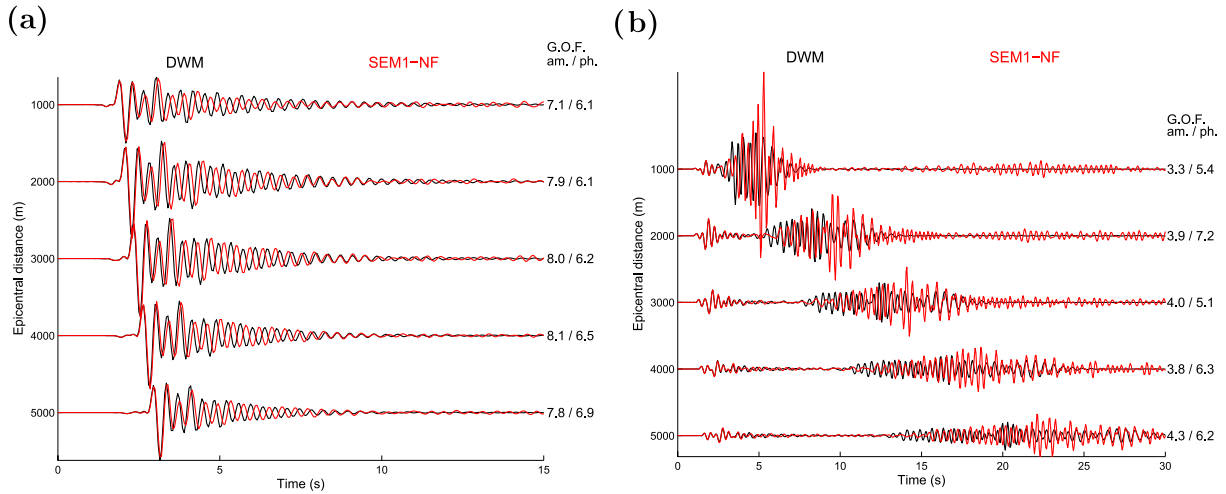 (a)
DWM
SEM1−NF
G.O.F.
am. / ph.
1000
7.1 / 6.1
2000
7.9 / 6.1
3000
8.0 / 6.2
4000
8.1 / 6.5
5000
7.8 / 6.9
Epicentral distance (m)
0
5
10
15
Time (s)
(b)
DWM
SEM1−NF
G.O.F.
am. / ph.
1000
3.3 / 5.4
2000
3.9 / 7.2
3000
4.0 / 5.1
4000
3.8 / 6.3
5000
4.3 / 6.2
Epicentral distance (m)
0
5
10
15
20
25
30
Time (s)